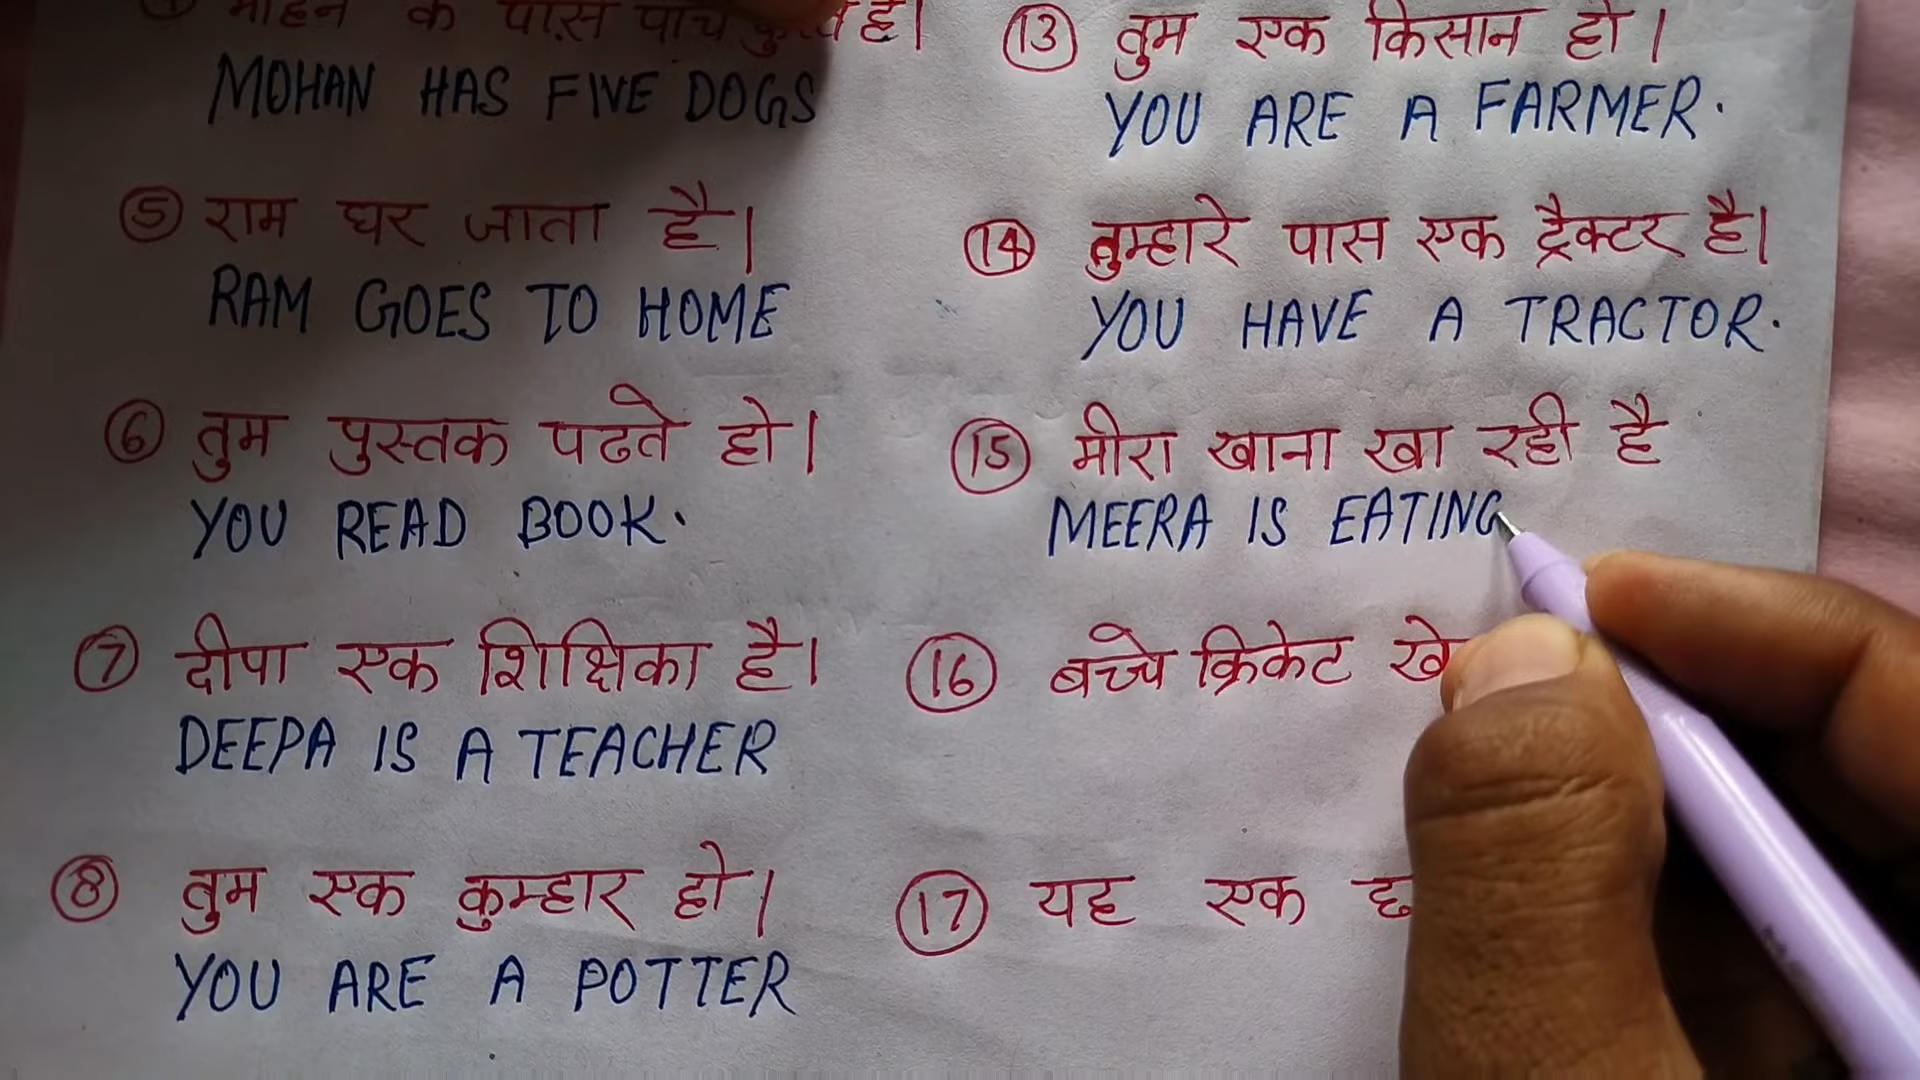 ④ मोहन के पास पांच है।
MOHAN HAS FIVE DOGS
⑤ राम घर जाता है।
RAM GOES TO HOME
⑥ तुम पुस्तक पढते हो।
YOU READ BOOK.
⑦ दीपा एक शिक्षिका है।
DEEPA IS A TEACHER
⑧ तुम एक कुम्हार हो।
YOU ARE A POTTER
⑬ तुम एक किसान हो।
YOU ARE A FARMER.
⑭ तुम्हारे पास एक ट्रैक्टर है।
YOU HAVE A TRACTOR.
⑮ मीरा खाना खा रही है
MEERA IS EATING
⑯ बच्चे क्रिकेट खे
⑰ यह एक छ